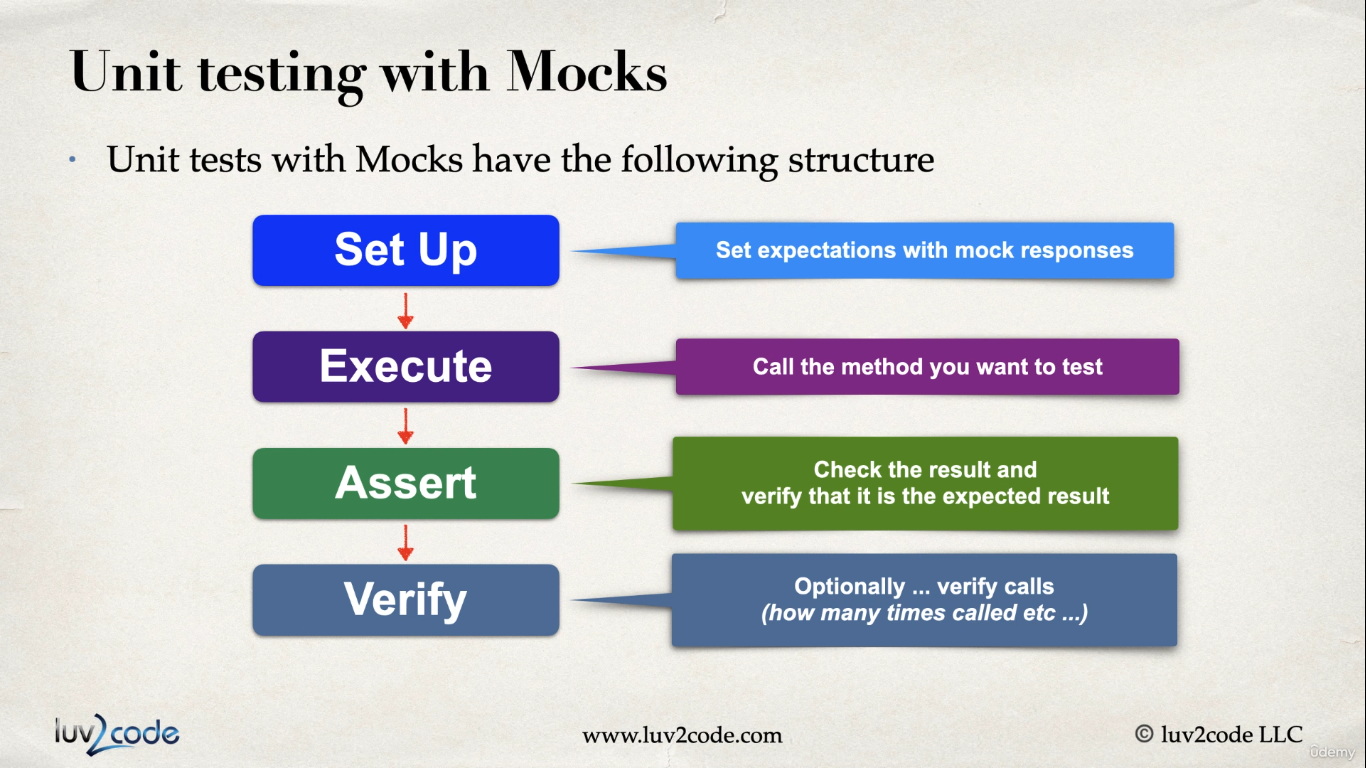 Unit testing with Mocks
• Unit tests with Mocks have the following structure
Set Up
Set expectations with mock responses
Execute
Call the method you want to test
Assert
Check the result and
verify that it is the expected result
Verify
Optionally ... verify calls
(how many times called etc ...)
luv2code
www.luv2code.com
© luv2code LLC
ûdemy